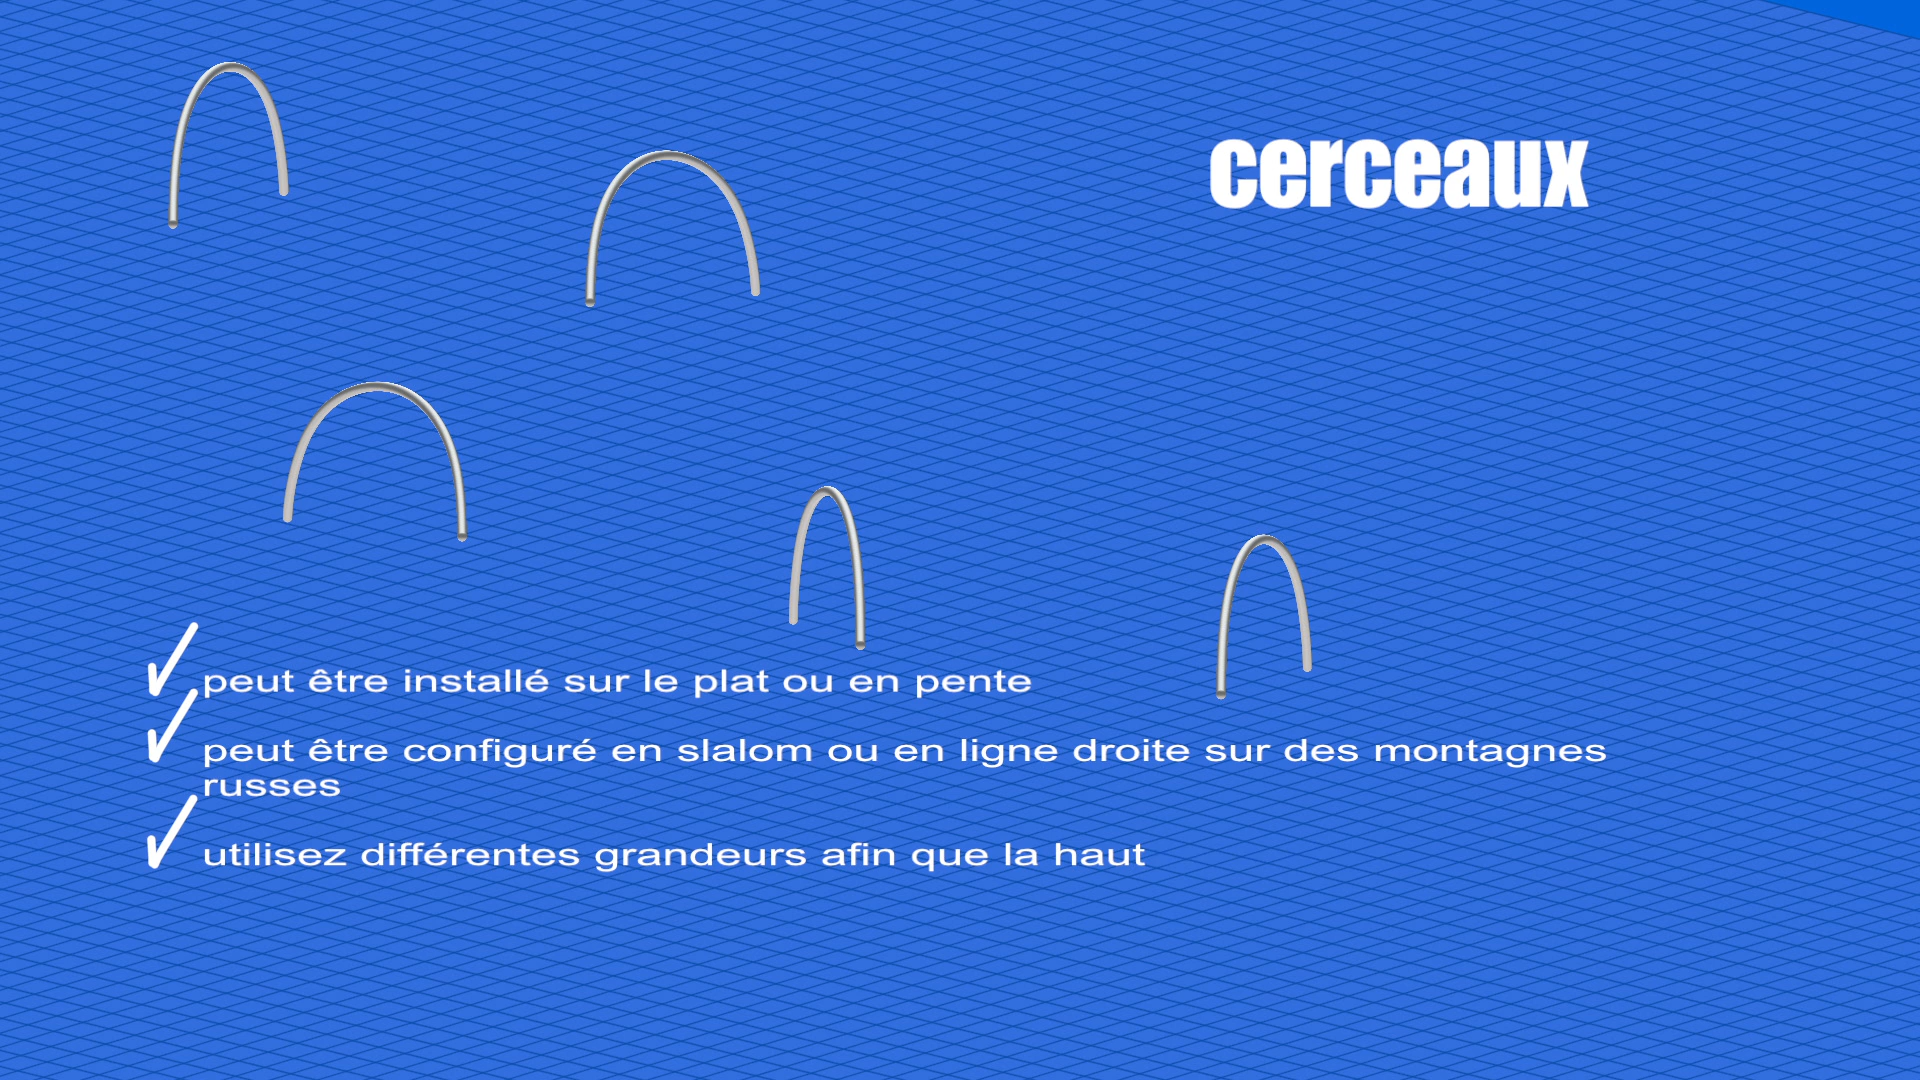 cerceaux
peut être installé sur le plat ou en pente
peut être configuré en slalom ou en ligne droite sur des montagnes
russes
utilisez différentes grandeurs afin que la haut